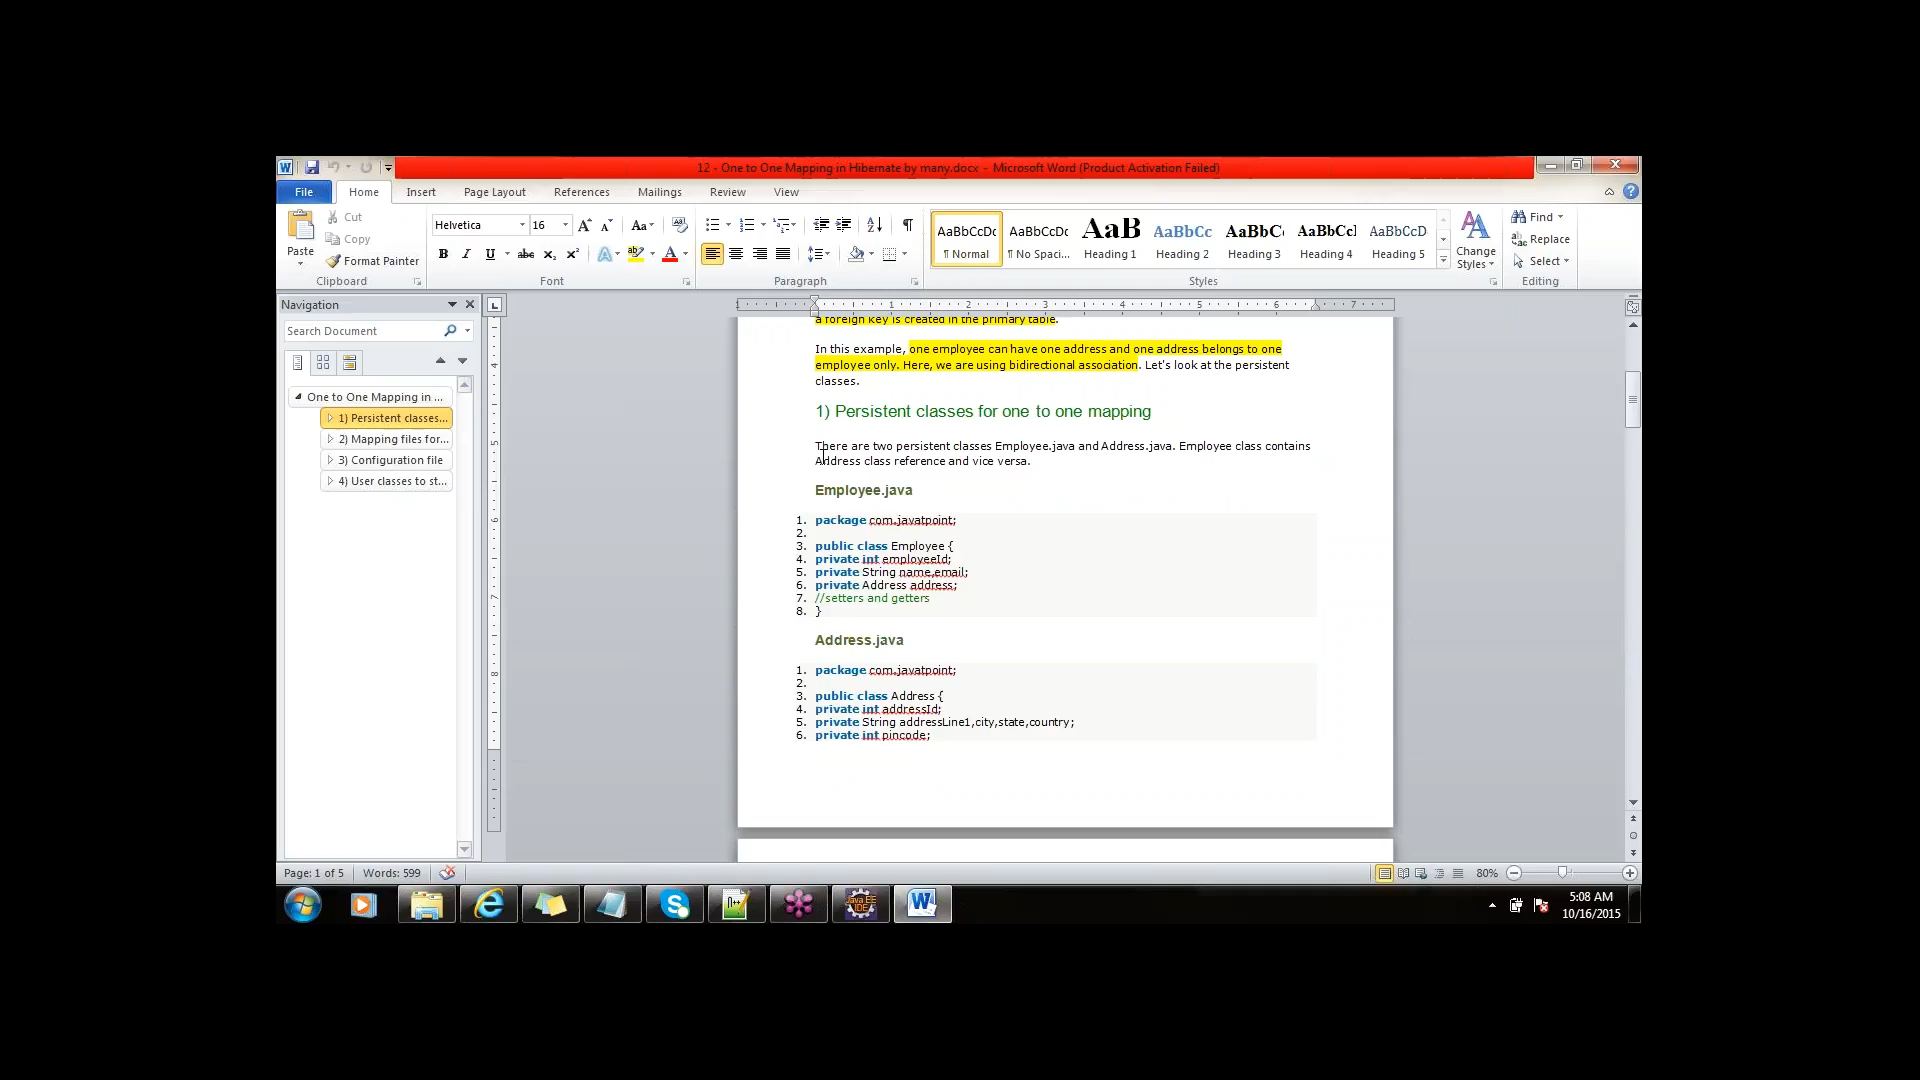 12 - One to One Mapping in Hibernate by many.docx - Microsoft Word (Product Activation Failed)
File Home Insert Page Layout References Mailings Review View
Paste
Cut
Copy
Format Painter
Clipboard
Helvetica 16
Font
Paragraph
AaBbCcDc AaBbCcDc AaB AaBbCc AaBbC AaBbCcI AaBbCcD
¶ Normal ¶ No Spaci... Heading 1 Heading 2 Heading 3 Heading 4 Heading 5
Styles
Change Styles
Find
Replace
Select
Editing
Navigation
Search Document
One to One Mapping in ...
1) Persistent classes...
2) Mapping files for...
3) Configuration file
4) User classes to st...
a foreign key is created in the primary table.
In this example, one employee can have one address and one address belongs to one
employee only. Here, we are using bidirectional association. Let's look at the persistent
classes.
1) Persistent classes for one to one mapping
There are two persistent classes Employee.java and Address.java. Employee class contains
Address class reference and vice versa.
Employee.java
1. package com.javatpoint;
2.
3. public class Employee {
4. private int employeeId;
5. private String name,email;
6. private Address address;
7. //setters and getters
8. }
Address.java
1. package com.javatpoint;
2.
3. public class Address {
4. private int addressId;
5. private String addressLine1,city,state,country;
6. private int pincode;
Page: 1 of 5 Words: 599 80%
5:08 AM
10/16/2015